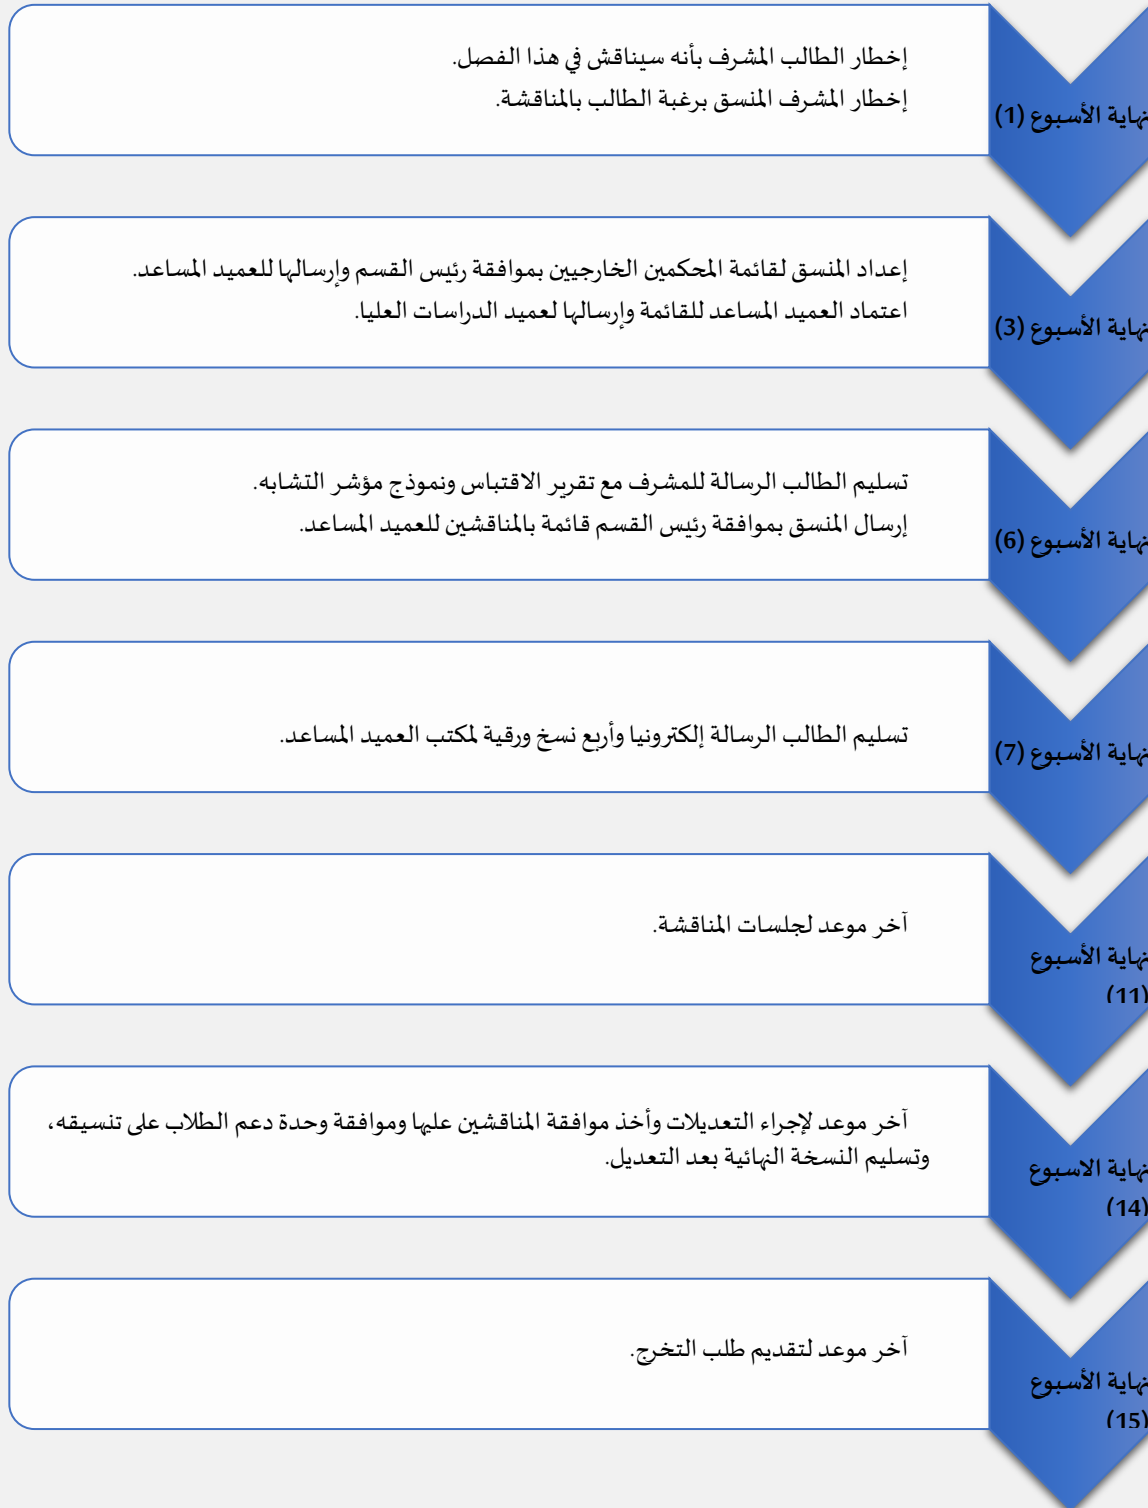 نهاية الأسبوع (1)
إخطار الطالب المشرف بأنه سيناقش في هذا الفصل.
إخطار المشرف المنسق برغبة الطالب بالمناقشة.
نهاية الأسبوع (3)
إعداد المنسق لقائمة المحكمين الخارجيين بموافقة رئيس القسم وإرسالها للعميد المساعد.
اعتماد العميد المساعد للقائمة وإرسالها لعميد الدراسات العليا.
نهاية الأسبوع (6)
تسليم الطالب الرسالة للمشرف مع تقرير الاقتباس ونموذج مؤشر التشابه.
إرسال المنسق بموافقة رئيس القسم قائمة بالمناقشين للعميد المساعد.
نهاية الأسبوع (7)
تسليم الطالب الرسالة إلكترونيا وأربع نسخ ورقية لمكتب العميد المساعد.
نهاية الأسبوع
(11)
آخر موعد لجلسات المناقشة.
نهاية الاسبوع
(14)
آخر موعد لإجراء التعديلات وأخذ موافقة المناقشين عليها وموافقة وحدة دعم الطلاب على تنسيقه،
وتسليم النسخة النهائية بعد التعديل.
نهاية الأسبوع
(15)
آخر موعد لتقديم طلب التخرج.